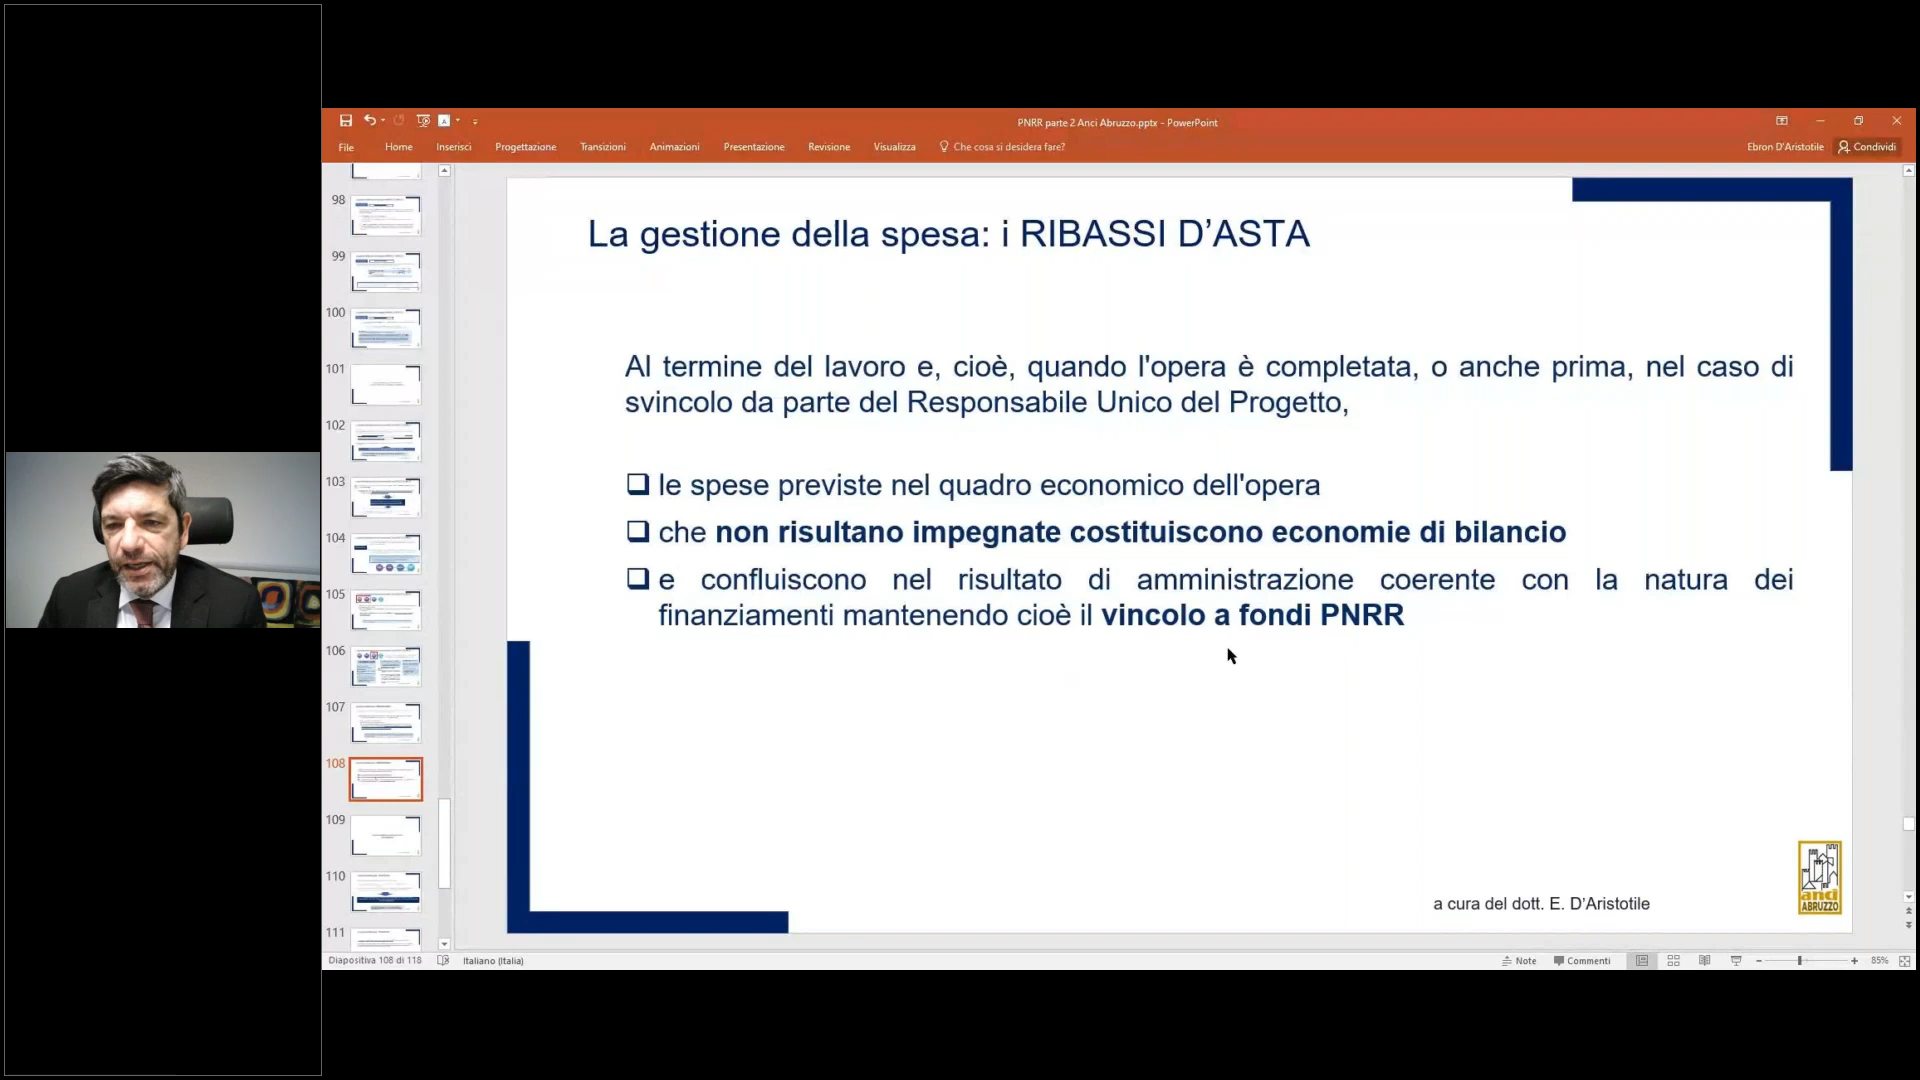 PNRR parte 2 Anci Abruzzo.pptx - PowerPoint
File Home Inserisci Progettazione Transizioni Animazioni Presentazione Revisione Visualizza Che cosa si desidera fare? Ebron D'Aristotile Condividi
98
99
100
101
102
103
104
105
106
107
108
109
110
111
La gestione della spesa: i RIBASSI D’ASTA
Al termine del lavoro e, cioè, quando l'opera è completata, o anche prima, nel caso di
svincolo da parte del Responsabile Unico del Progetto,
❑ le spese previste nel quadro economico dell'opera
❑ che non risultano impegnate costituiscono economie di bilancio
❑ e confluiscono nel risultato di amministrazione coerente con la natura dei
finanziamenti mantenendo cioè il vincolo a fondi PNRR
a cura del dott. E. D’Aristotile
anci
ABRUZZO
Diapositiva 108 di 118 Italiano (Italia) Note Commenti 85%